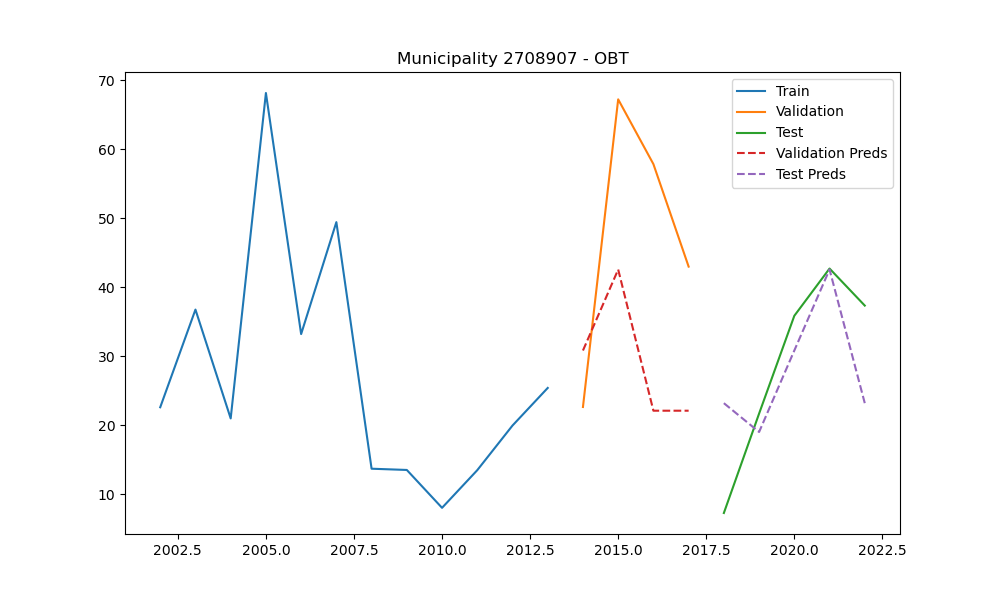 Municipality 2708907 - OBT
70
60
50
40
30
20
10
Train
Validation
Test
Validation Preds
Test Preds
2002.5 2005.0 2007.5 2010.0 2012.5 2015.0 2017.5 2020.0 2022.5